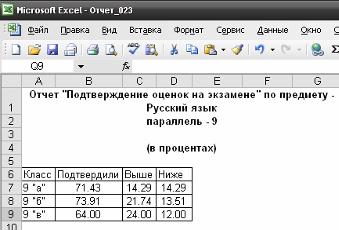 Microsoft Excel - Отчет_023
Файл Правка Вид Вставка Формат Сервис Данные Окно
Q9
A B C D E F G
Отчет "Подтверждение оценок на экзамене" по предмету -
1 Русский язык
2 параллель - 9
3
4 (в процентах)
5
6 Класс Подтвердили Выше Ниже
7 9 "а" 71.43 14.29 14.29
8 9 "б" 73.91 21.74 13.51
9 9 "в" 64.00 24.00 12.00
10